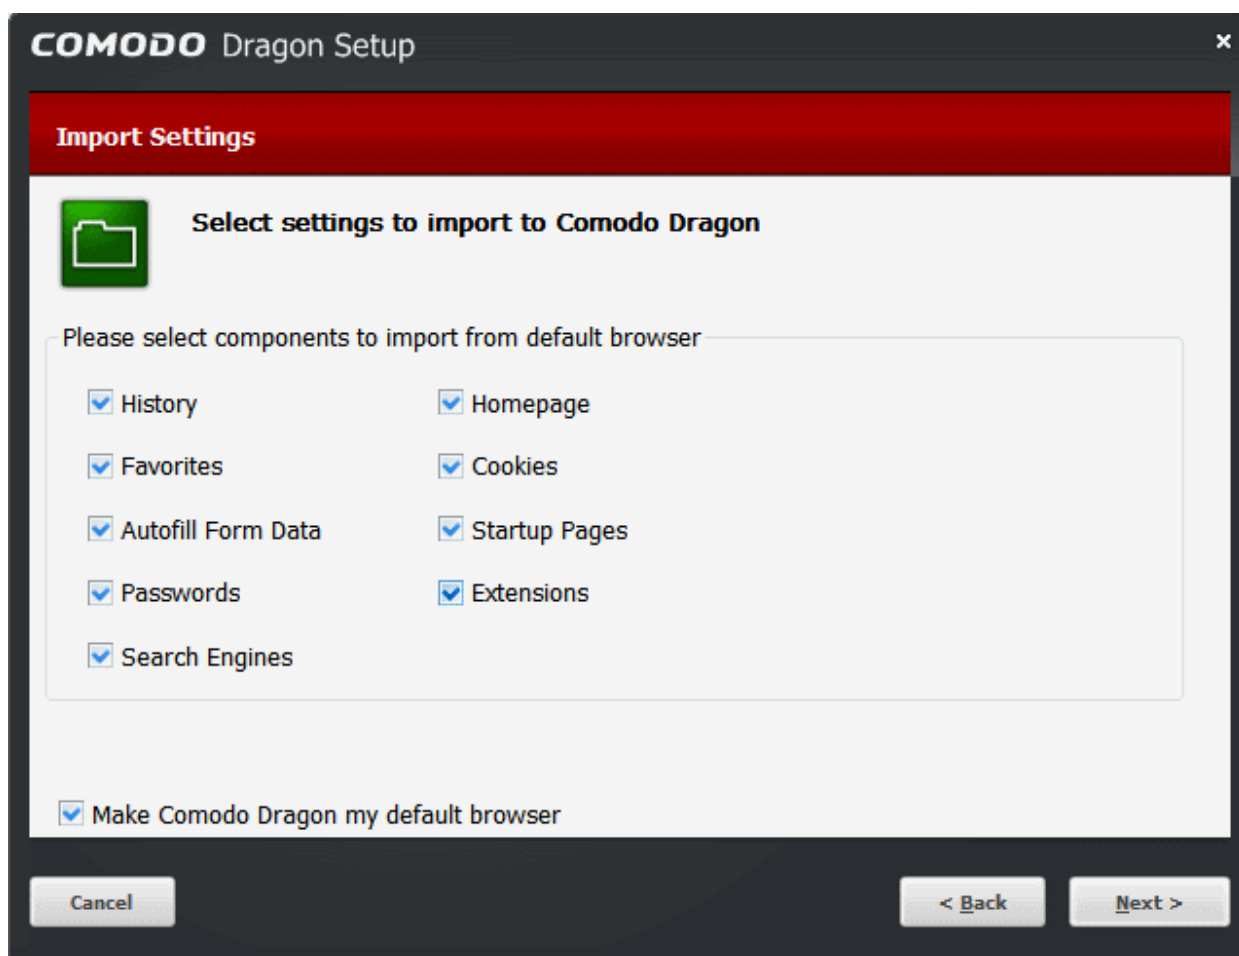 COMODO Dragon Setup
Import Settings
Select settings to import to Comodo Dragon
Please select components to import from default browser
History
Homepage
Favorites
Cookies
Autofill Form Data
Startup Pages
Passwords
Extensions
Search Engines
Make Comodo Dragon my default browser
Cancel
< Back
Next >